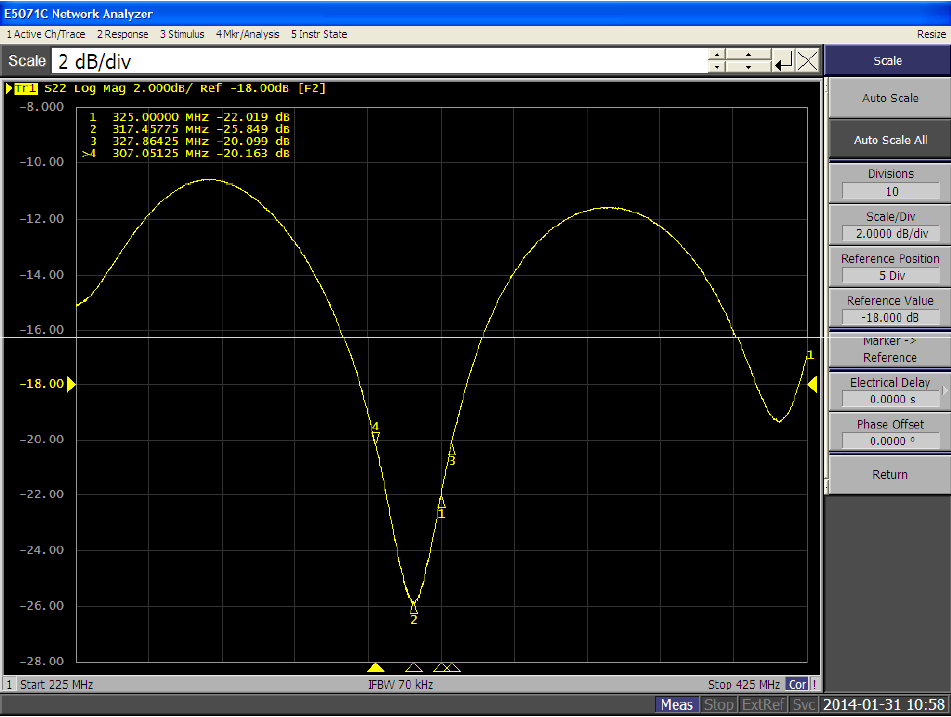 E5071C Network Analyzer
1 Active Ch/Trace 2 Response 3 Stimulus 4 Mkr/Analysis 5 Instr State Resize
Scale 2 dB/div Scale
Tr1 S22 Log Mag 2.000dB/ Ref -18.00dB [F2]
1 325.00000 MHz -22.019 dB
2 317.45775 MHz -25.849 dB
3 327.86425 MHz -20.099 dB
>4 307.05125 MHz -20.163 dB
-8.000
-10.00
-12.00
-14.00
-16.00
-18.00
-20.00
-22.00
-24.00
-26.00
-28.00
4
3
1
2
1
Auto Scale
Auto Scale All
Divisions
10
Scale/Div
2.0000 dB/div
Reference Position
5 Div
Reference Value
-18.000 dB
Marker ->
Reference
Electrical Delay
0.0000 s
Phase Offset
0.0000 °
Return
1 Start 225 MHz IFBW 70 kHz Stop 425 MHz Cor !
Meas Stop ExtRef Svc 2014-01-31 10:58